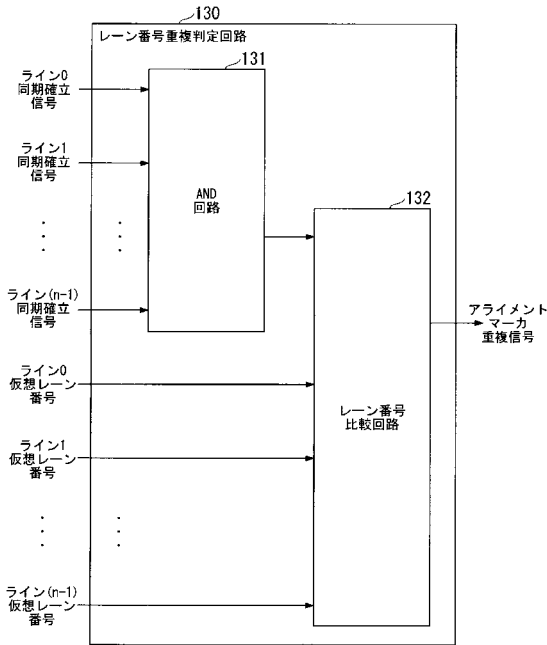 130
レーン番号重複判定回路
131
ライン0
同期確立
信号
ライン1
同期確立
信号
AND
回路
132
ライン(n-1)
同期確立
信号
アライメント
マーカ
重複信号
ライン0
仮想レーン
番号
レーン番号
比較回路
ライン1
仮想レーン
番号
ライン(n-1)
仮想レーン
番号